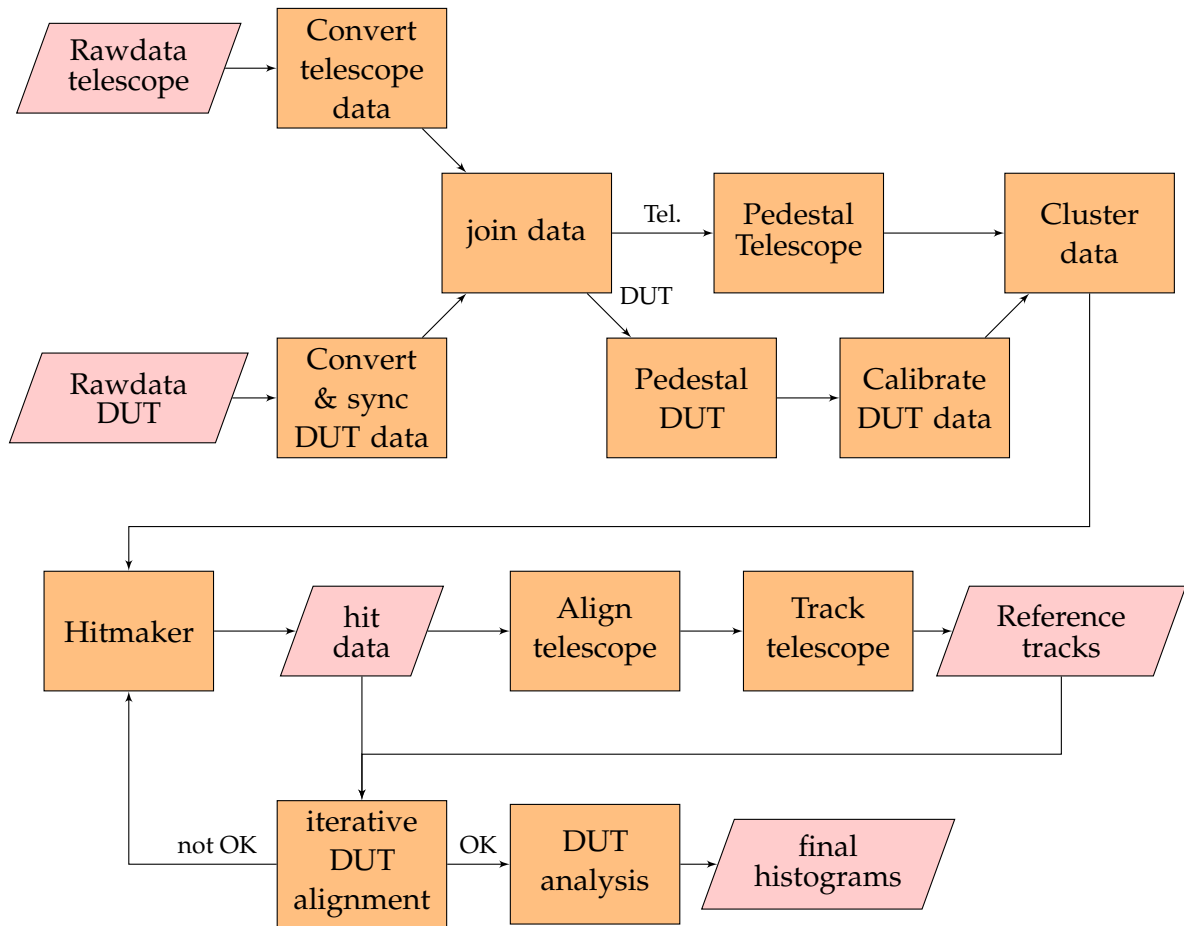 Rawdata
telescope
Convert
telescope
data
join data
Tel.
Pedestal
Telescope
Cluster
data
DUT
Rawdata
DUT
Convert
& sync
DUT data
Pedestal
DUT
Calibrate
DUT data
Hitmaker
hit
data
Align
telescope
Track
telescope
Reference
tracks
not OK
iterative
DUT
alignment
OK
DUT
analysis
final
histograms